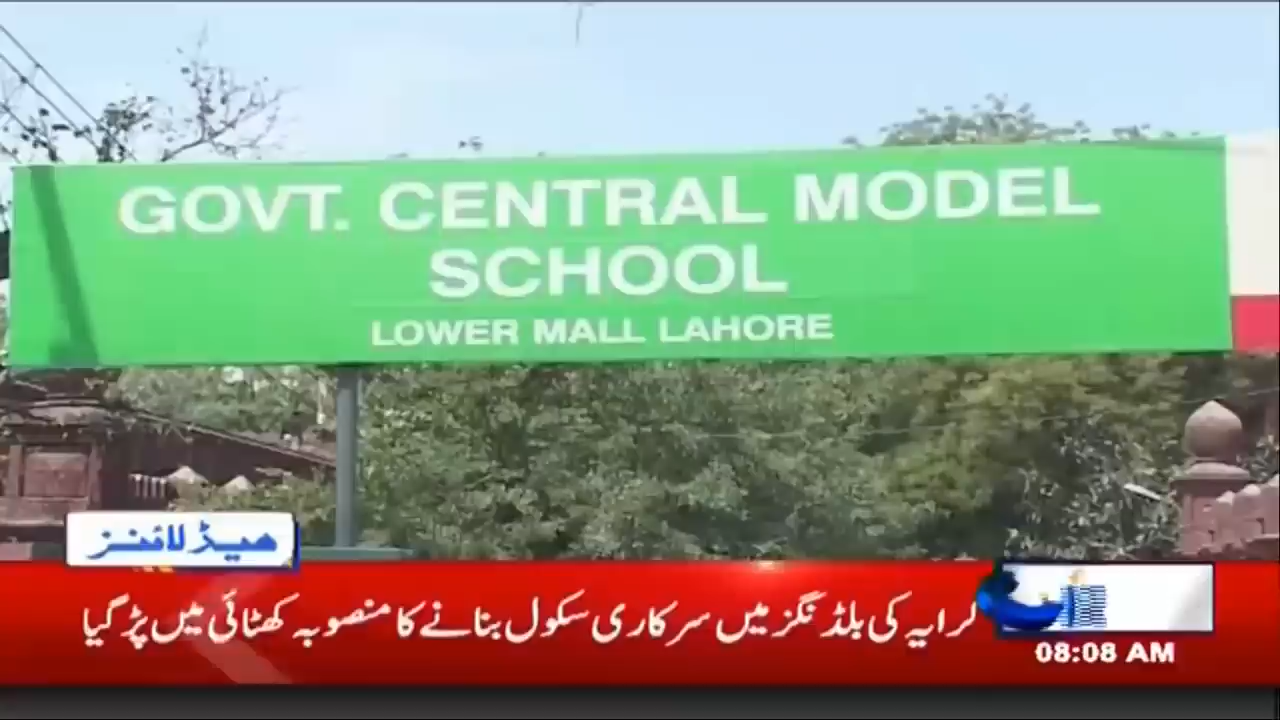 GOVT. CENTRAL MODEL
SCHOOL
LOWER MALL LAHORE
ہیڈ لائنز
کرایہ کی بلڈنگز میں سرکاری سکول بنانے کا منصوبہ کھٹائی میں پڑ گیا
08:08 AM